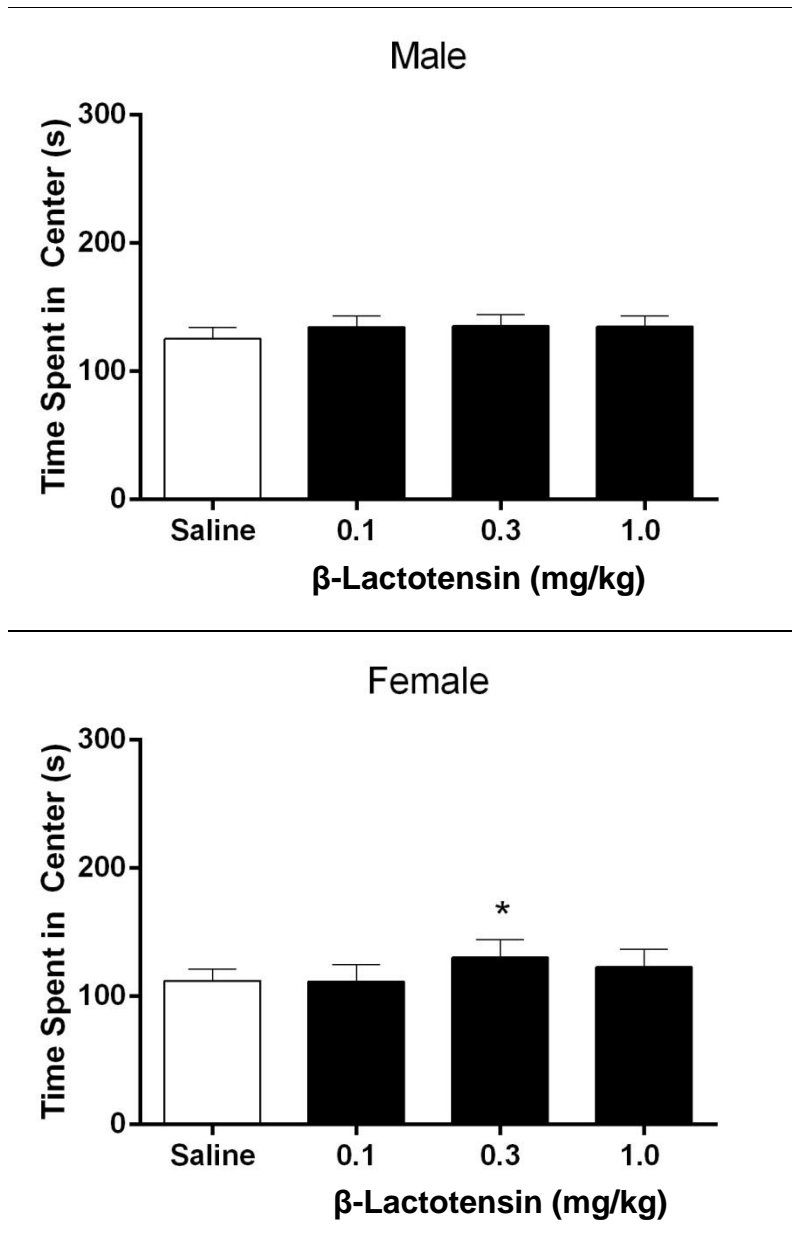 Male
Time Spent in Center (s)
300
200
100
0
Saline 0.1 0.3 1.0
β-Lactotensin (mg/kg)
Female
Time Spent in Center (s)
300
200
*
100
0
Saline 0.1 0.3 1.0
β-Lactotensin (mg/kg)